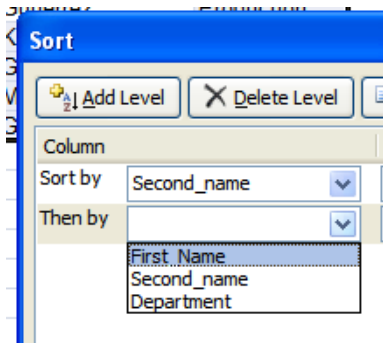 Sort
Add Level
Delete Level
Column
Sort by
Second_name
Then by
First_Name
Second_name
Department